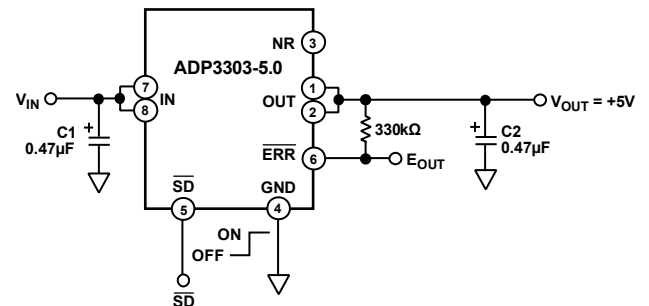 NR
3
ADP3303-5.0
V_IN
7
8
IN
OUT
1
2
V_OUT = +5V
C1
0.47µF
+
330kΩ
+
C2
0.47µF
ERR
6
E_OUT
SD
GND
5
4
ON
OFF
SD